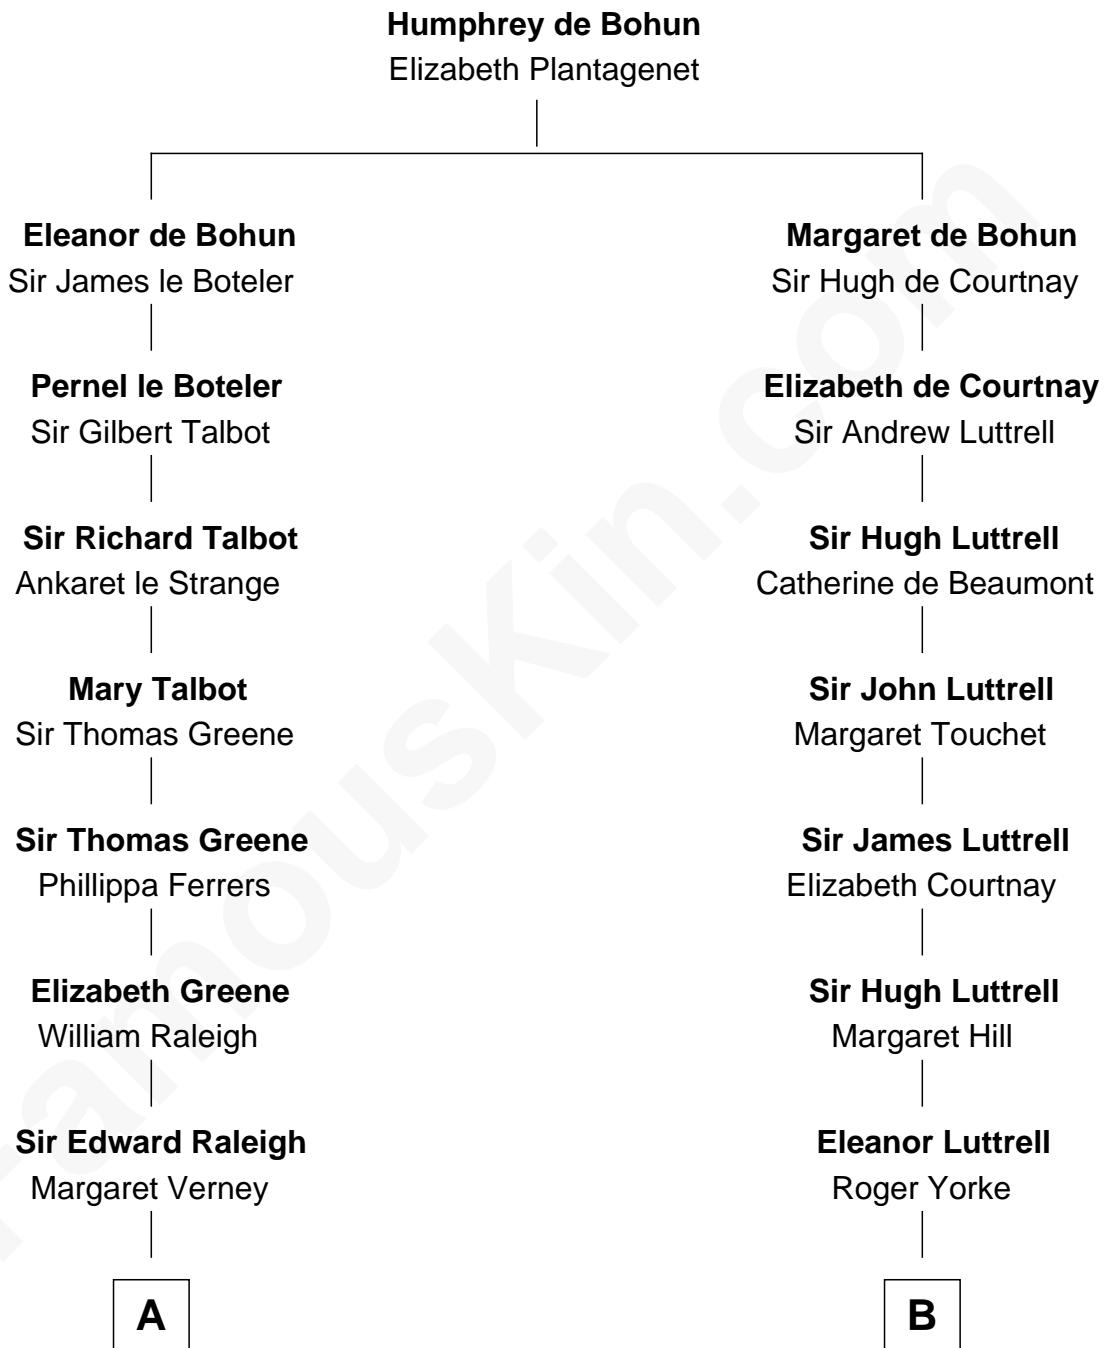 Humphrey de Bohun
Elizabeth Plantagenet
Eleanor de Bohun
Sir James le Boteler
Margaret de Bohun
Sir Hugh de Courtnay
Pernel le Boteler
Sir Gilbert Talbot
Elizabeth de Courtnay
Sir Andrew Luttrell
Sir Richard Talbot
Ankaret le Strange
Sir Hugh Luttrell
Catherine de Beaumont
Mary Talbot
Sir Thomas Greene
Sir John Luttrell
Margaret Touchet
Sir Thomas Greene
Phillippa Ferrers
Sir James Luttrell
Elizabeth Courtnay
Elizabeth Greene
William Raleigh
Sir Hugh Luttrell
Margaret Hill
Sir Edward Raleigh
Margaret Verney
Eleanor Luttrell
Roger Yorke
A
B
FamousKin.com